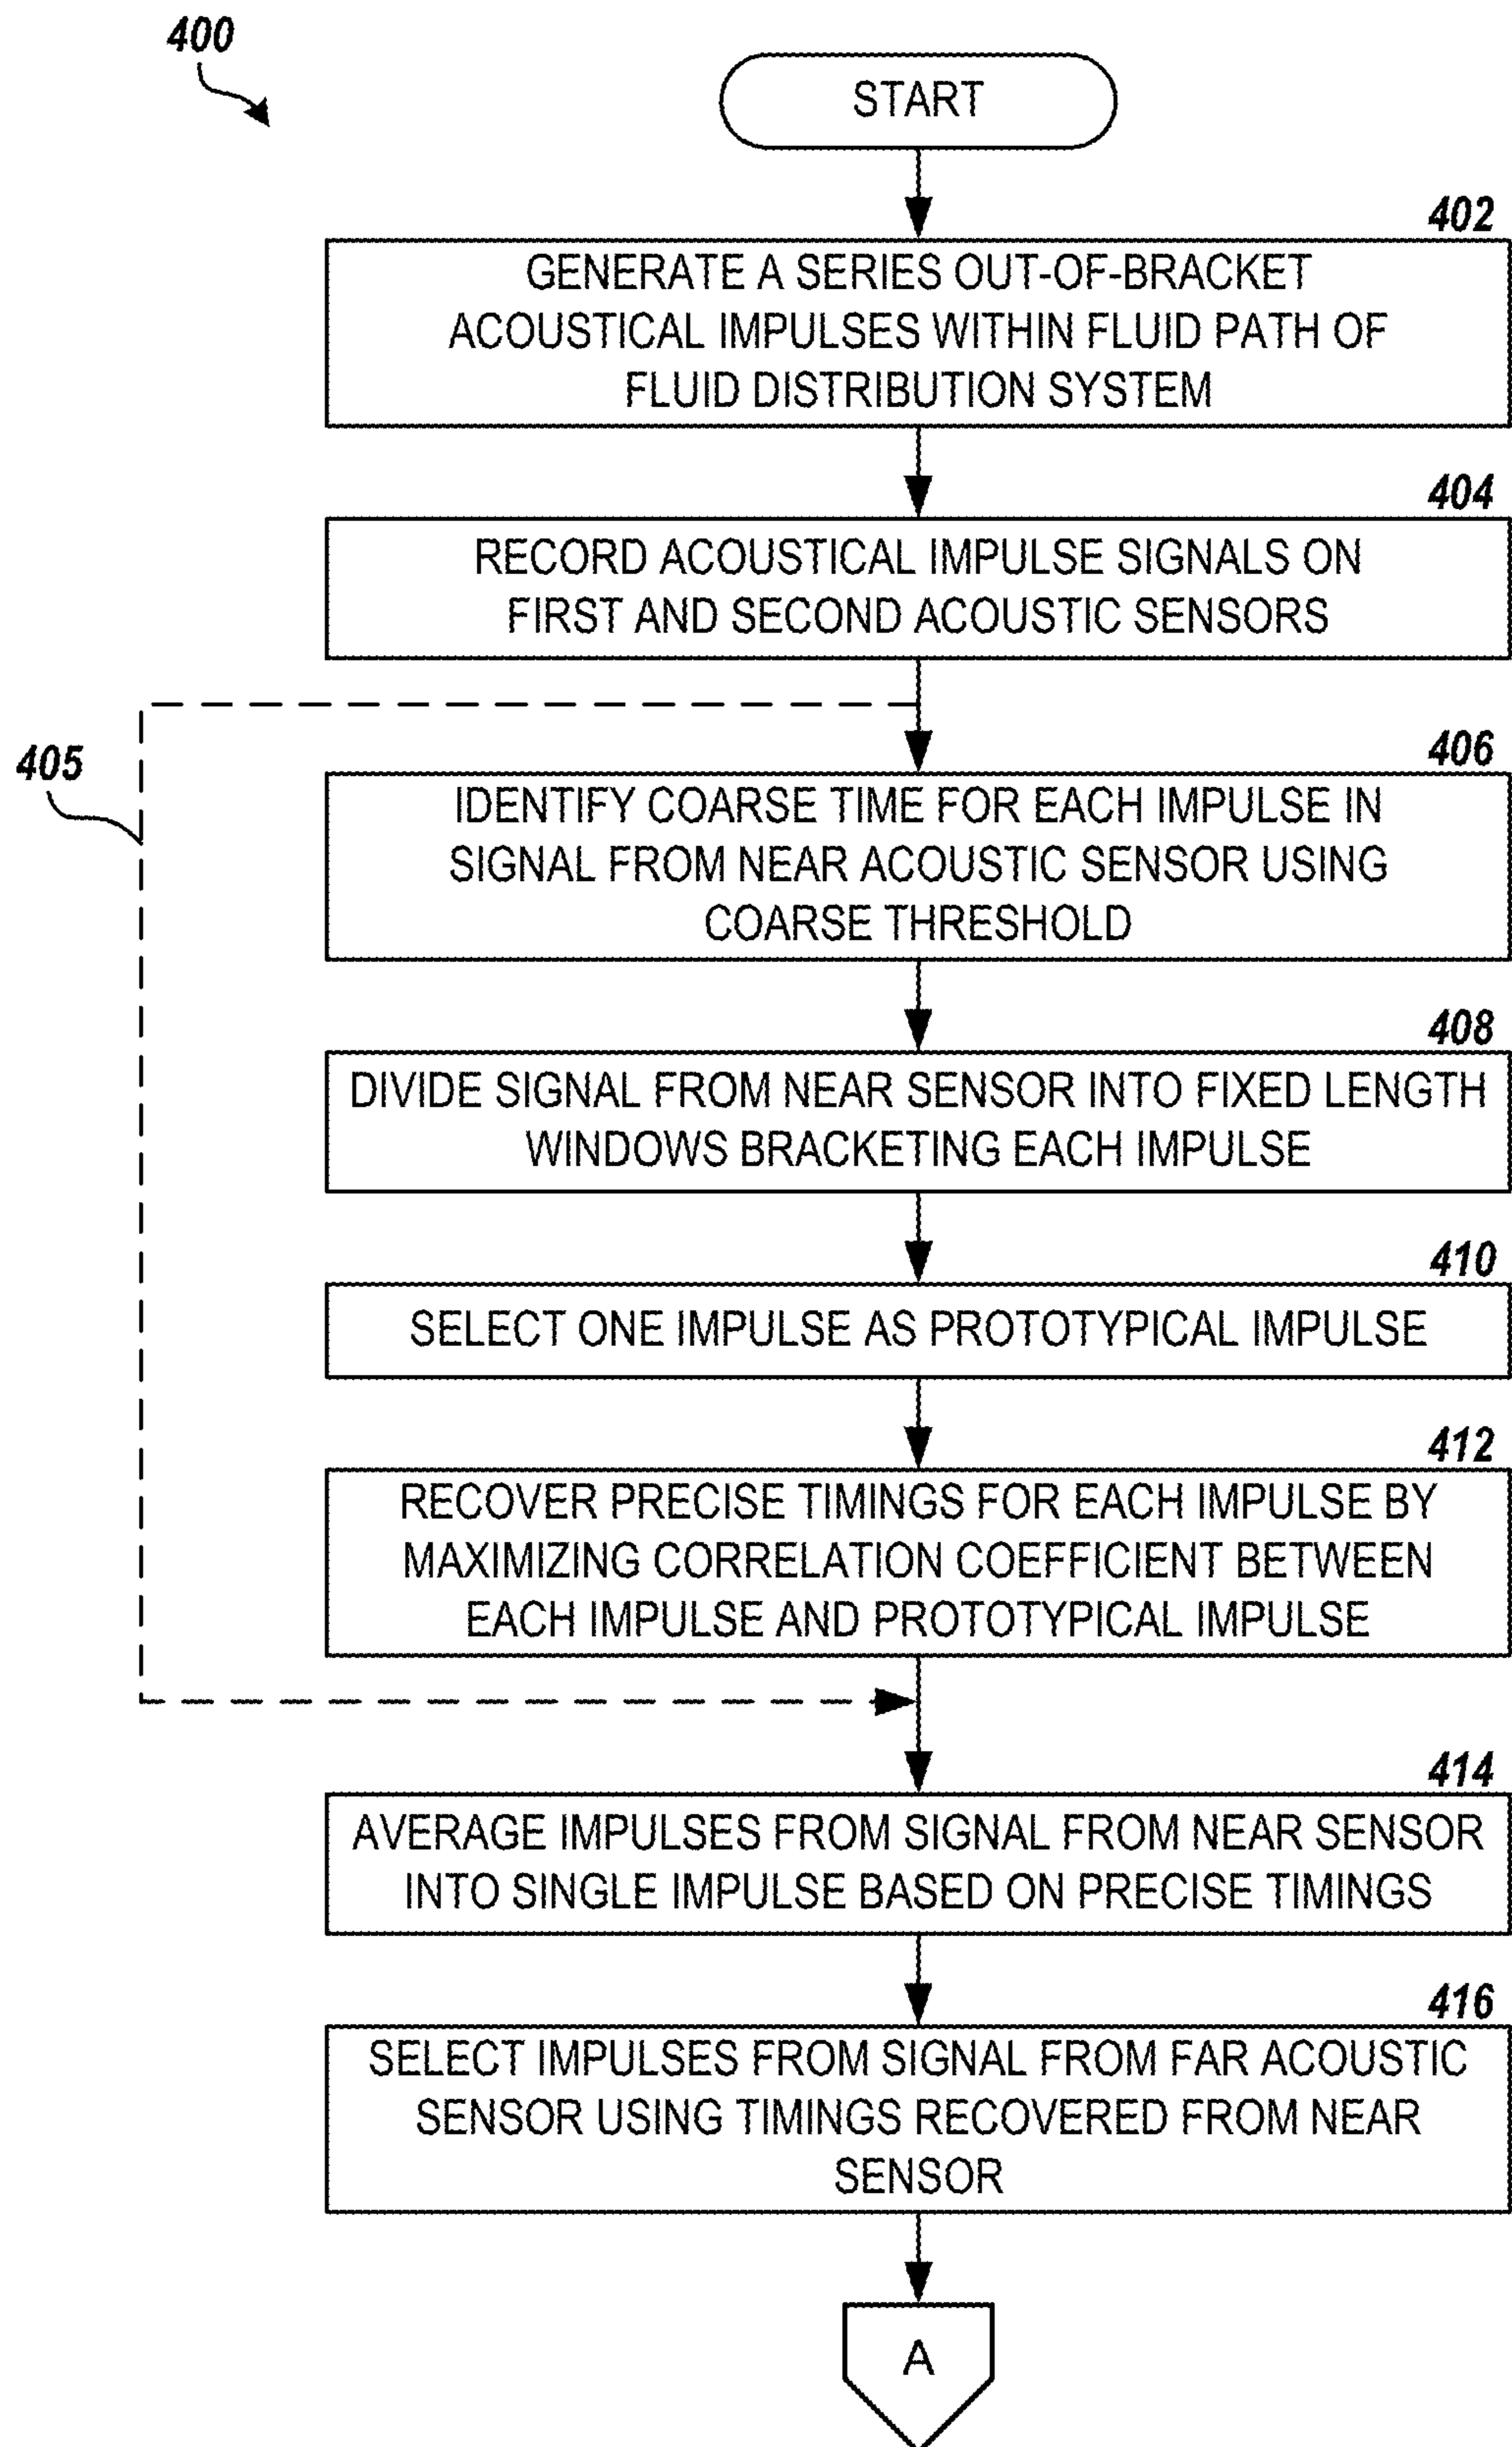 400
START
402
GENERATE A SERIES OUT-OF-BRACKET
ACOUSTICAL IMPULSES WITHIN FLUID PATH OF
FLUID DISTRIBUTION SYSTEM
404
RECORD ACOUSTICAL IMPULSE SIGNALS ON
FIRST AND SECOND ACOUSTIC SENSORS
405
406
IDENTIFY COARSE TIME FOR EACH IMPULSE IN
SIGNAL FROM NEAR ACOUSTIC SENSOR USING
COARSE THRESHOLD
408
DIVIDE SIGNAL FROM NEAR SENSOR INTO FIXED LENGTH
WINDOWS BRACKETING EACH IMPULSE
410
SELECT ONE IMPULSE AS PROTOTYPICAL IMPULSE
412
RECOVER PRECISE TIMINGS FOR EACH IMPULSE BY
MAXIMIZING CORRELATION COEFFICIENT BETWEEN
EACH IMPULSE AND PROTOTYPICAL IMPULSE
414
AVERAGE IMPULSES FROM SIGNAL FROM NEAR SENSOR
INTO SINGLE IMPULSE BASED ON PRECISE TIMINGS
416
SELECT IMPULSES FROM SIGNAL FROM FAR ACOUSTIC
SENSOR USING TIMINGS RECOVERED FROM NEAR
SENSOR
A